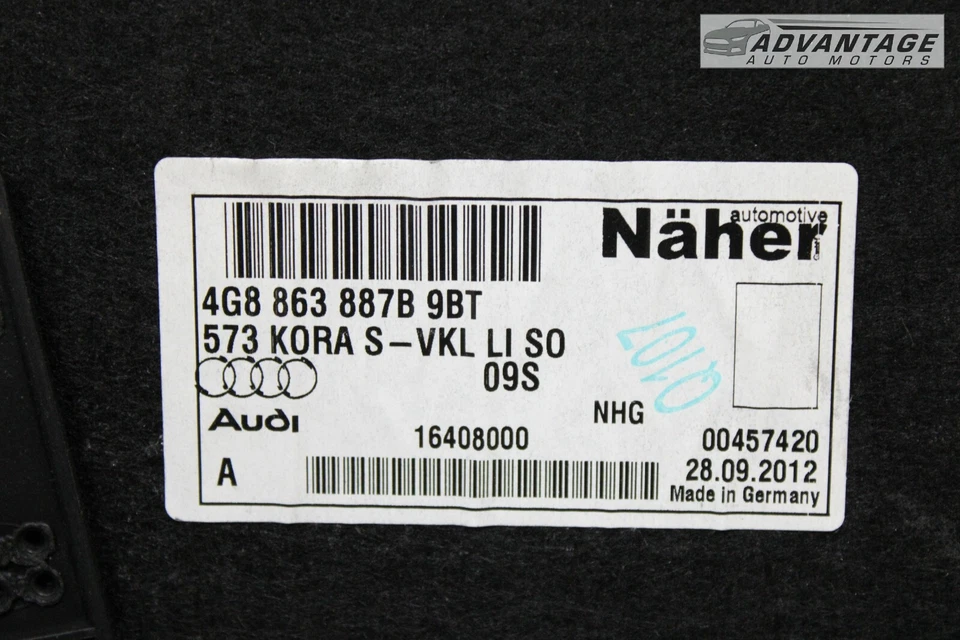 ADVANTAGE
AUTO MOTORS
automotive
Näher
GmbH
4G8 863 887B 9BT
573 KORA S-VKL LI SO
09S
Audi
NHG
16408000
00457420
A
28.09.2012
Made in Germany